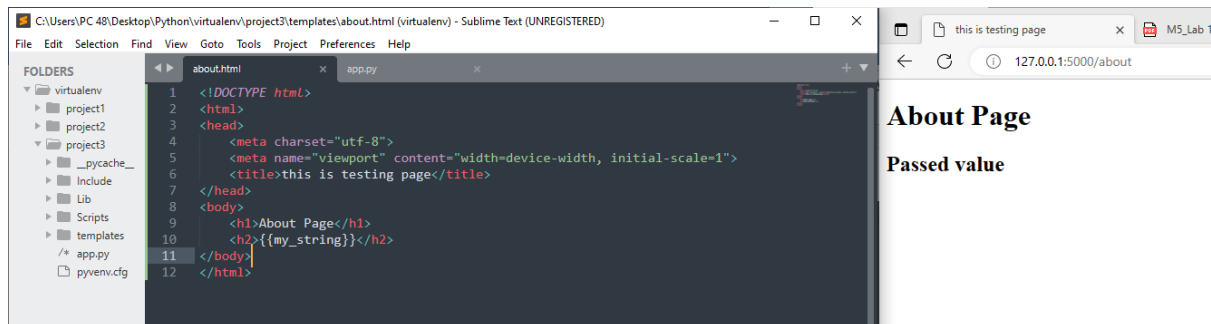 C:\Users\PC 48\Desktop\Python\virtualenv\project3\templates\about.html (virtualenv) - Sublime Text (UNREGISTERED)
File Edit Selection Find View Goto Tools Project Preferences Help
FOLDERS
virtualenv
project1
project2
project3
__pycache_
Include
Lib
Scripts
templates
/* app.py
pyvenv.cfg
about.html × app.py ×
1 <!DOCTYPE html>
2 <html>
3 <head>
4 <meta charset="utf-8">
5 <meta name="viewport" content="width=device-width, initial-scale=1">
6 <title>this is testing page</title>
7 </head>
8 <body>
9 <h1>About Page</h1>
10 <h2>{{my_string}}</h2>
11 </body>
12 </html>
this is testing page × PDF M5_Lab 1
127.0.0.1:5000/about
About Page
Passed value